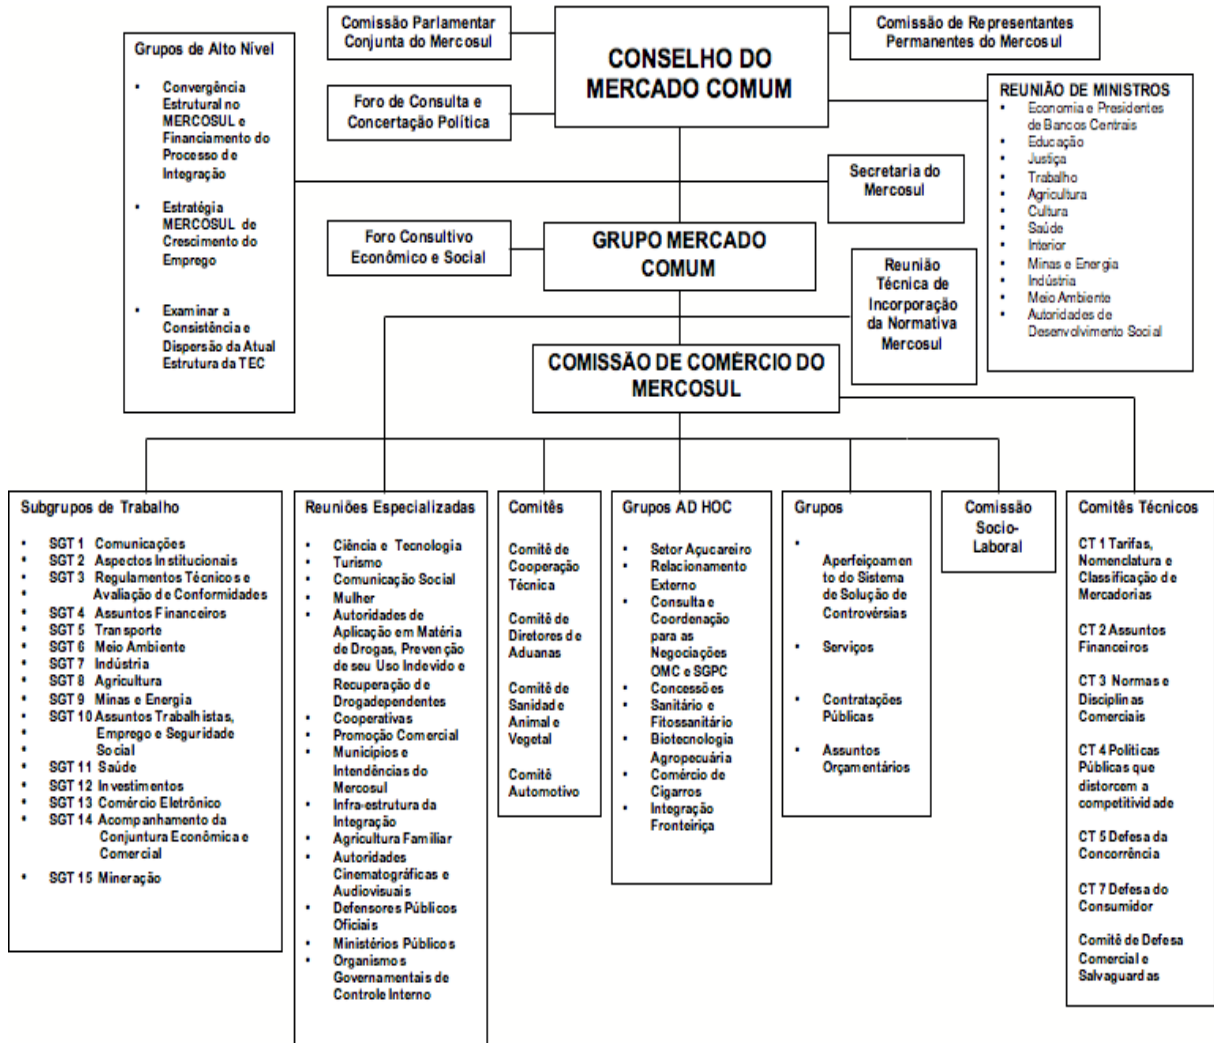 Comissão Parlamentar
Conjunta do Mercosul
CONSELHO DO
MERCADO COMUM
Comissão de Representantes
Permanentes do Mercosul
Grupos de Alto Nível
• Convergência
Estrutural no
MERCOSUL e
Financiamento do
Processo de
Integração
• Estratégia
MERCOSUL de
Crescimento do
Emprego
• Examinar a
Consistência e
Dispersão da Atual
Estrutura da TEC
Foro de Consulta e
Concertação Política
REUNIÃO DE MINISTROS
• Economia e Presidentes
de Bancos Centrais
• Educação
• Justiça
• Trabalho
• Agricultura
• Cultura
• Saúde
• Interior
• Minas e Energia
• Indústria
• Meio Ambiente
• Autoridades de
Desenvolvimento Social
Secretaria do
Mercosul
Foro Consultivo
Econômico e Social
GRUPO MERCADO
COMUM
Reunião
Técnica de
Incorporação
da Normativa
Mercosul
COMISSÃO DE COMÉRCIO DO
MERCOSUL
Subgrupos de Trabalho
• SGT 1 Comunicações
• SGT 2 Aspectos Institucionais
• SGT 3 Regulamentos Técnicos e
• Avaliação de Conformidades
• SGT 4 Assuntos Financeiros
• SGT 5 Transporte
• SGT 6 Meio Ambiente
• SGT 7 Indústria
• SGT 8 Agricultura
• SGT 9 Minas e Energia
• SGT 10 Assuntos Trabalhistas,
• Emprego e Seguridade
• Social
• SGT 11 Saúde
• SGT 12 Investimentos
• SGT 13 Comércio Eletrônico
• SGT 14 Acompanhamento da
Conjuntura Econômica e
Comercial
• SGT 15 Mineração
Reuniões Especializadas
• Ciência e Tecnologia
• Turismo
• Comunicação Social
• Mulher
• Autoridades de
Aplicação em Matéria
de Drogas, Prevenção
de seu Uso Indevido e
Recuperação de
Drogadependentes
• Cooperativas
• Promoção Comercial
• Municípios e
Intendências do
Mercosul
• Infra-estrutura da
Integração
• Agricultura Familiar
• Autoridades
Cinematográficas e
Audiovisuais
• Defensores Públicos
Oficiais
• Ministérios Públicos
• Organismos
Governamentais de
Controle Interno
Comitês
Comitê de
Cooperação
Técnica
Comitê de
Diretores de
Aduanas
Comitê de
Sanidade
Animal e
Vegetal
Comitê
Automotivo
Grupos AD HOC
• Setor Açucareiro
• Relacionamento
Externo
• Consulta e
Coordenação
para as
Negociações
OMC e SGPC
• Concessões
• Sanitário e
Fitossanitário
• Biotecnologia
Agropecuária
• Comércio de
Cigarros
• Integração
Fronteiriça
Grupos
•
Aperfeiçoamen
to do Sistema
de Solução de
Controvérsias
• Serviços
• Contratações
Públicas
• Assuntos
Orçamentários
Comissão
Socio-
Laboral
Comitês Técnicos
CT 1 Tarifas,
Nomenclatura e
Classificação de
Mercadorias
CT 2 Assuntos
Financeiros
CT 3 Normas e
Disciplinas
Comerciais
CT 4 Políticas
Públicas que
distorcem a
competitividade
CT 5 Defesa da
Concorrência
CT 7 Defesa do
Consumidor
Comitê de Defesa
Comercial e
Salvaguardas